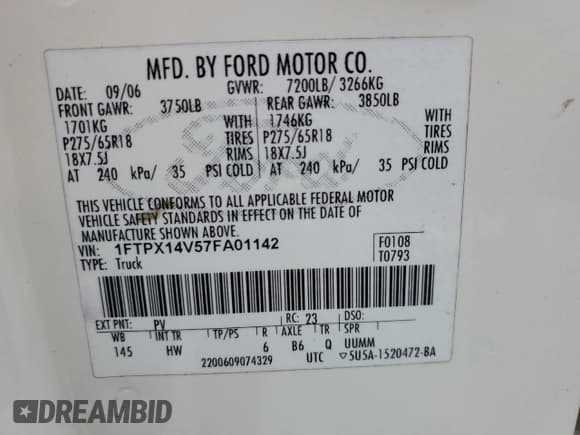 MFD. BY FORD MOTOR CO.
DATE: 09/06 GVWR: 7200LB/ 3266KG
FRONT GAWR: 3750LB REAR GAWR: 3850LB
1701KG WITH 1746KG WITH
P275/65R18 TIRES P275/65R18 TIRES
18X7.5J RIMS 18X7.5J RIMS
AT 240 kPa/ 35 PSI COLD AT 240 kPa/ 35 PSI COLD
THIS VEHICLE CONFORMS TO ALL APPLICABLE FEDERAL MOTOR
VEHICLE SAFETY STANDARDS IN EFFECT ON THE DATE OF
MANUFACTURE SHOWN ABOVE.
VIN: 1FTPX14V57FA01142 F0108
TYPE: Truck T0793
EXT PNT: PV RC: 23 DSO:
WB INT TR TP/PS R AXLE TR SPR
145 HW 6 B6 Q UUMM
2200609074329 UTC ▽5U5A-1520472-BA
DREAMBID